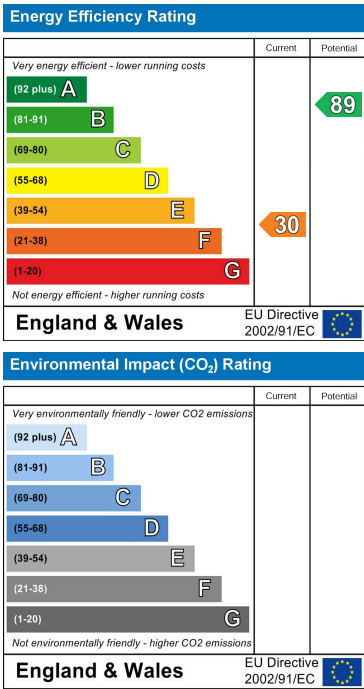 Energy Efficiency Rating
Current Potential
Very energy efficient - lower running costs
(92 plus) A
(81-91) B
89
(69-80) C
(55-68) D
(39-54) E
30
(21-38) F
(1-20) G
Not energy efficient - higher running costs
England & Wales
EU Directive
2002/91/EC
Environmental Impact (CO₂) Rating
Current Potential
Very environmentally friendly - lower CO2 emissions
(92 plus) A
(81-91) B
(69-80) C
(55-68) D
(39-54) E
(21-38) F
(1-20) G
Not environmentally friendly - higher CO2 emissions
England & Wales
EU Directive
2002/91/EC